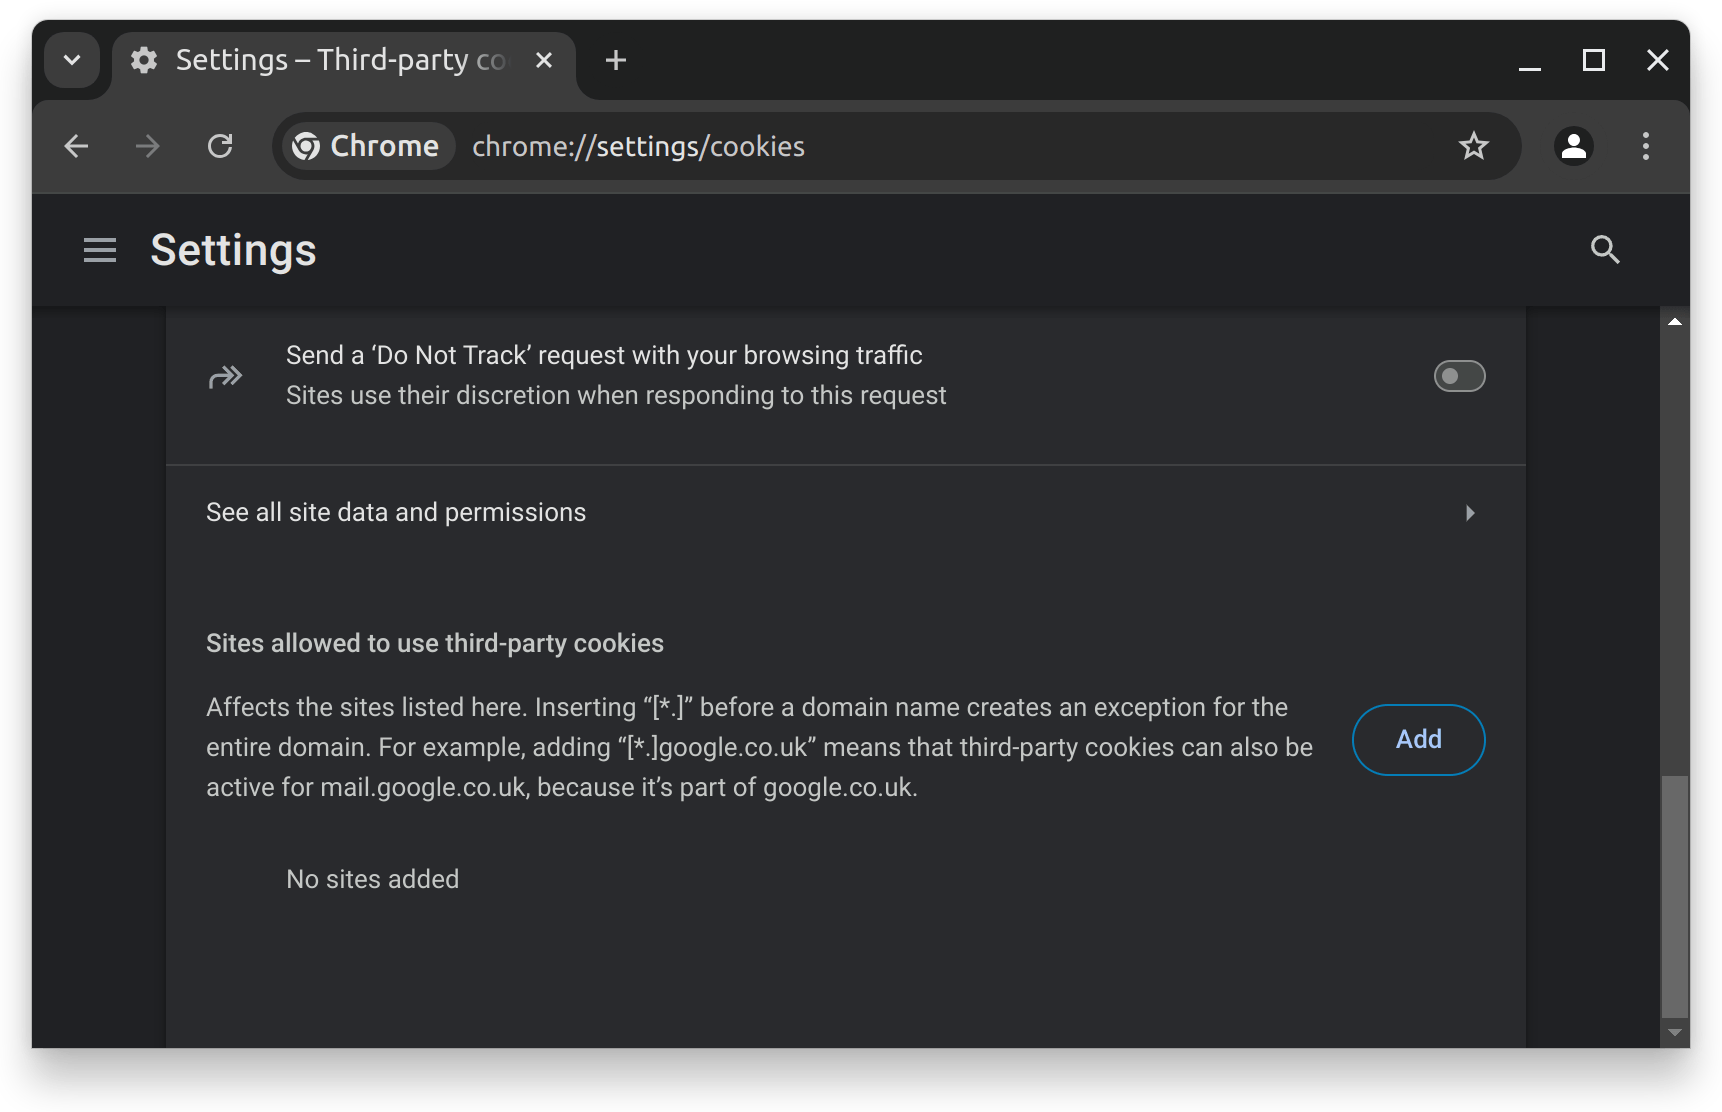 Settings – Third-party co
Chrome
chrome://settings/cookies
Settings
Send a ‘Do Not Track’ request with your browsing traffic
Sites use their discretion when responding to this request
See all site data and permissions
Sites allowed to use third-party cookies
Affects the sites listed here. Inserting “[*.]” before a domain name creates an exception for the
entire domain. For example, adding “[*.]google.co.uk” means that third-party cookies can also be
active for mail.google.co.uk, because it’s part of google.co.uk.
Add
No sites added